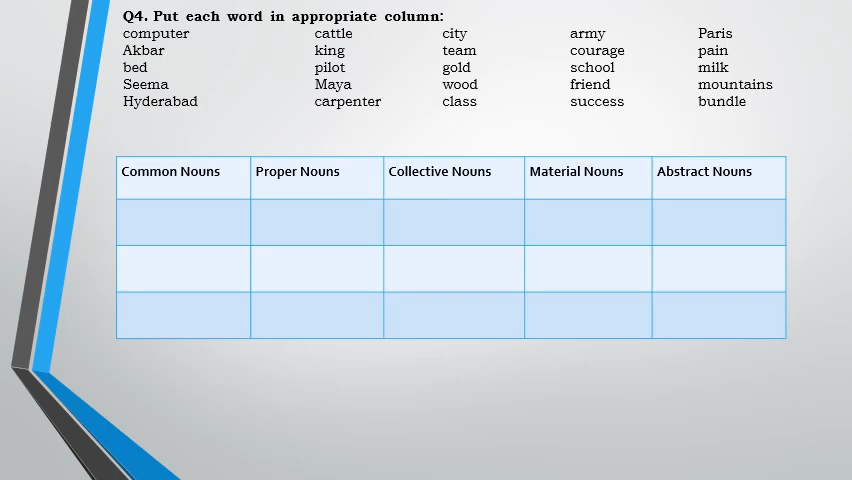 Q4. Put each word in appropriate column:
computer cattle city army Paris
Akbar king team courage pain
bed pilot gold school milk
Seema Maya wood friend mountains
Hyderabad carpenter class success bundle
Common Nouns Proper Nouns Collective Nouns Material Nouns Abstract Nouns